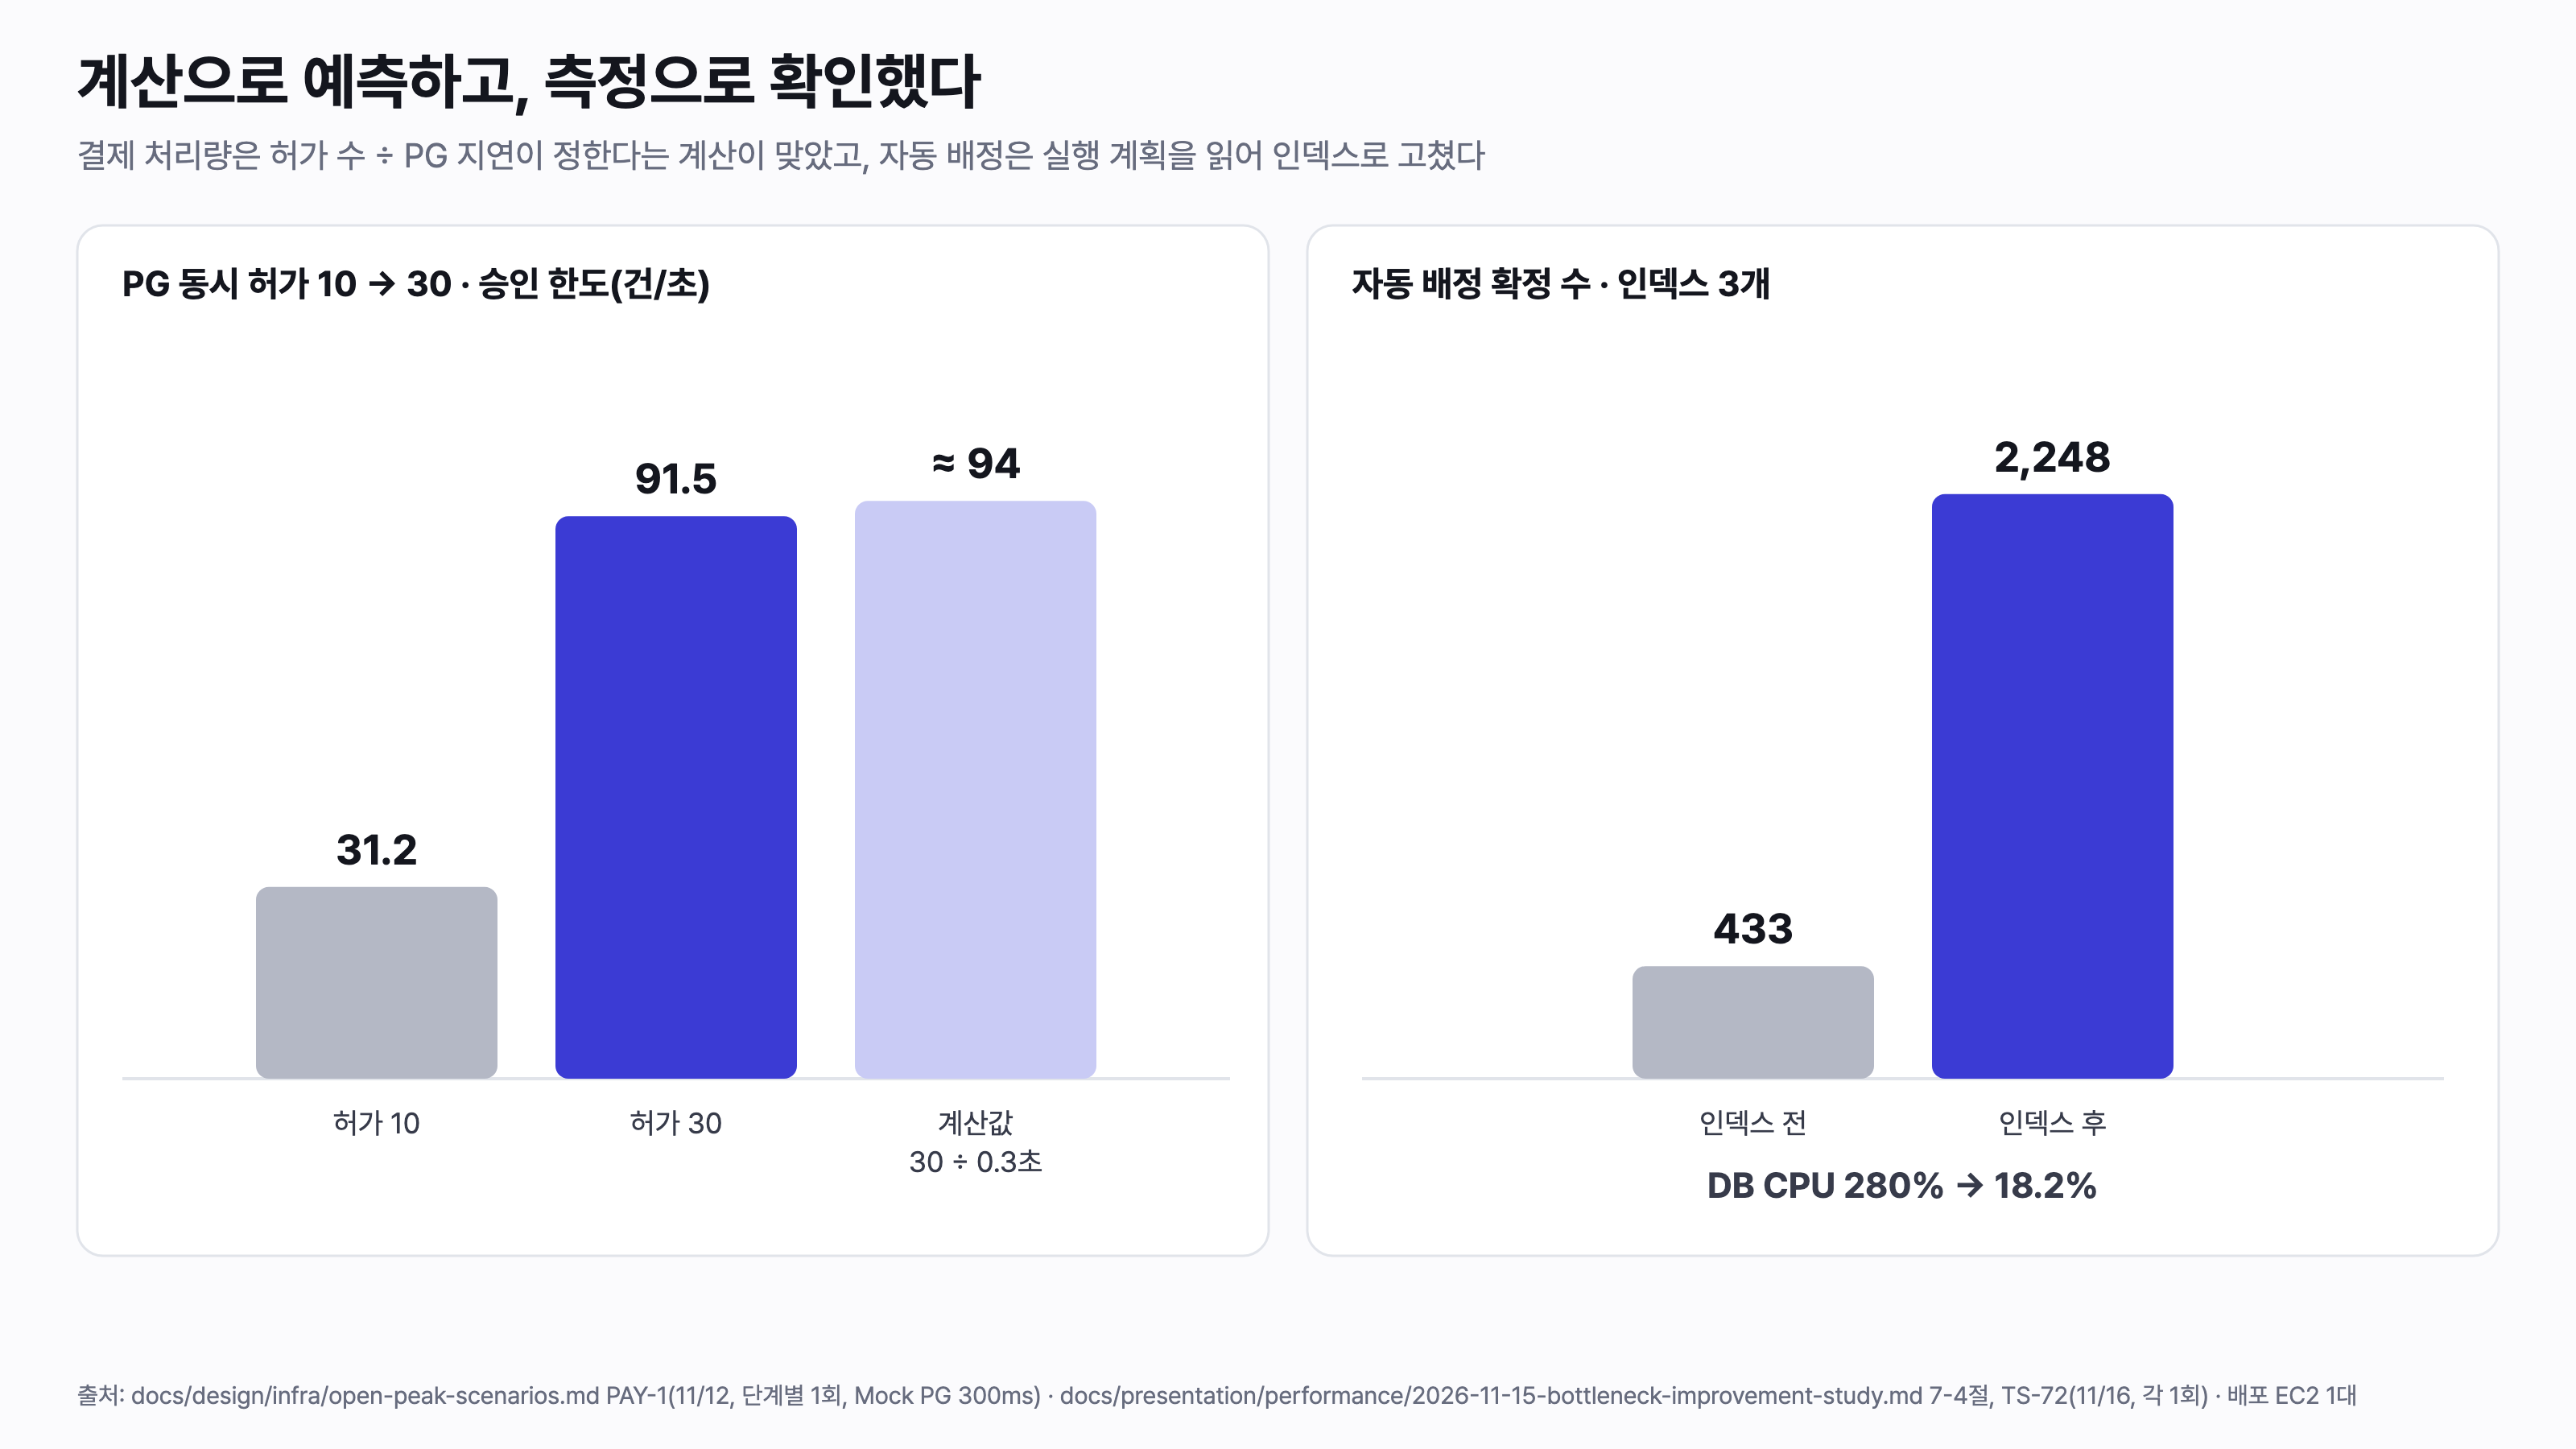 계산으로 예측하고, 측정으로 확인했다
결제 처리량은 허가 수 ÷ PG 지연이 정한다는 계산이 맞았고, 자동 배정은 실행 계획을 읽어 인덱스로 고쳤다
PG 동시 허가 10 → 30 · 승인 한도(건/초)
31.2
91.5
≈ 94
허가 10
허가 30
계산값
30 ÷ 0.3초
자동 배정 확정 수 · 인덱스 3개
433
2,248
인덱스 전
인덱스 후
DB CPU 280% → 18.2%
출처: docs/design/infra/open-peak-scenarios.md PAY-1(11/12, 단계별 1회, Mock PG 300ms) · docs/presentation/performance/2026-11-15-bottleneck-improvement-study.md 7-4절, TS-72(11/16, 각 1회) · 배포 EC2 1대